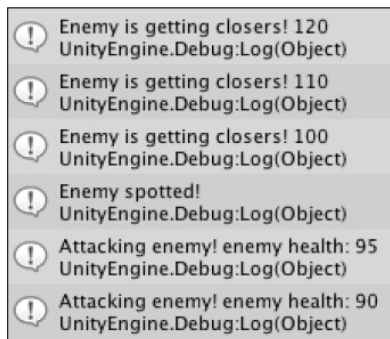 Enemy is getting closers! 120
UnityEngine.Debug:Log(Object)
Enemy is getting closers! 110
UnityEngine.Debug:Log(Object)
Enemy is getting closers! 100
UnityEngine.Debug:Log(Object)
Enemy spotted!
UnityEngine.Debug:Log(Object)
Attacking enemy! enemy health: 95
UnityEngine.Debug:Log(Object)
Attacking enemy! enemy health: 90
UnityEngine.Debug:Log(Object)